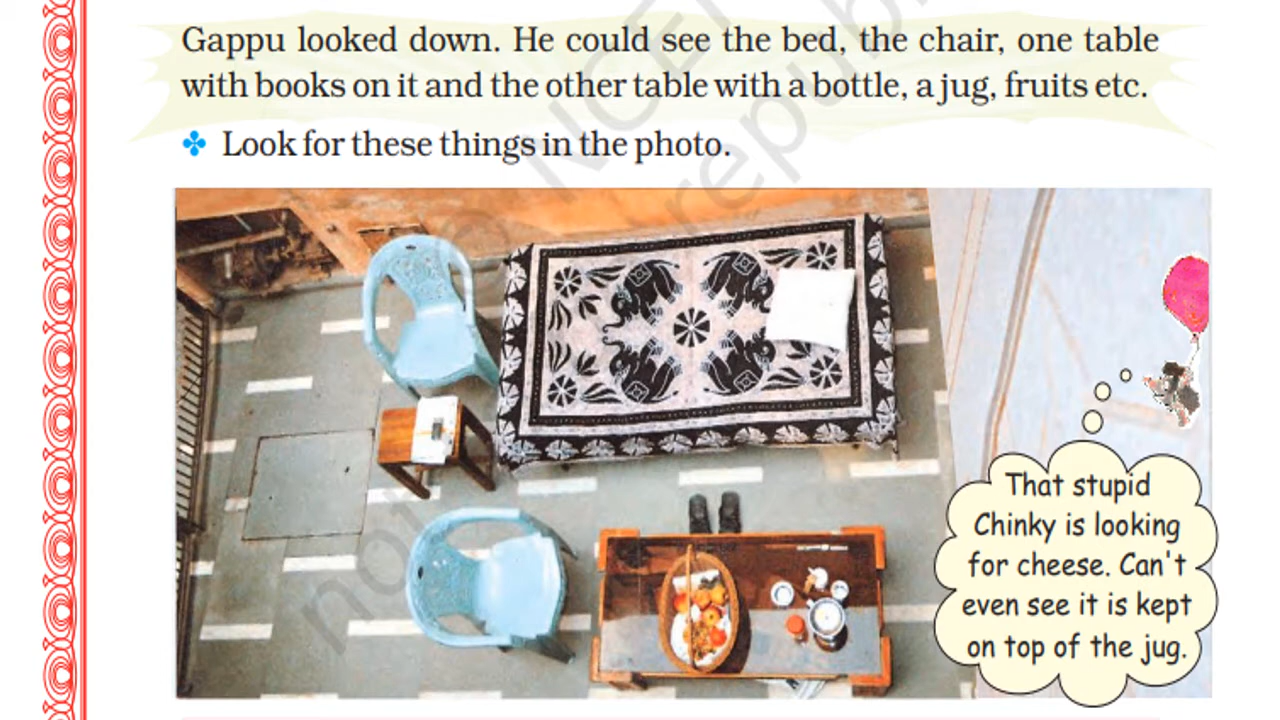 Gappu looked down. He could see the bed, the chair, one table
with books on it and the other table with a bottle, a jug, fruits etc.
Look for these things in the photo.
That stupid
Chinky is looking
for cheese. Can't
even see it is kept
on top of the jug.